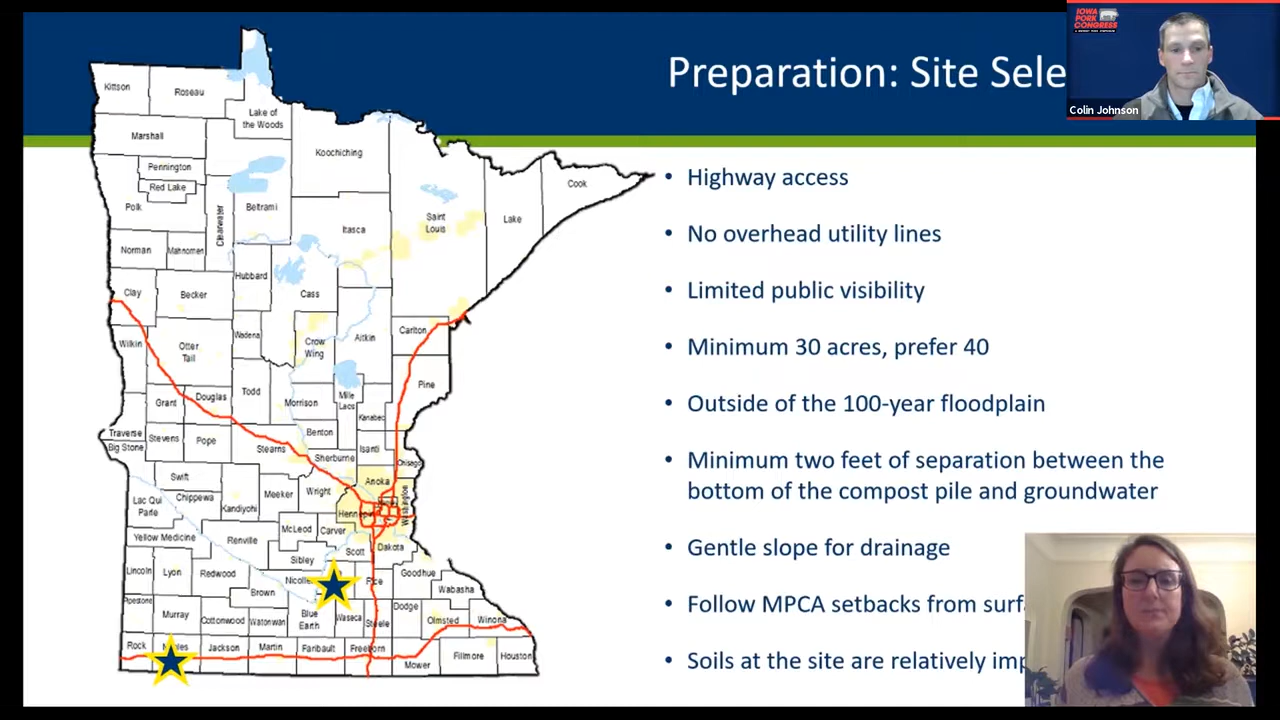 IOWA
PORK
CONGRESS
Colin Johnson
Preparation: Site Sele
• Highway access
• No overhead utility lines
• Limited public visibility
• Minimum 30 acres, prefer 40
• Outside of the 100-year floodplain
• Minimum two feet of separation between the
bottom of the compost pile and groundwater
• Gentle slope for drainage
• Follow MPCA setbacks from surf
• Soils at the site are relatively imp
Kittson
Roseau
Lake of
the Woods
Marshall
Koochiching
Pennington
Red Lake
Cook
Polk
Clearwater
Beltrami
Itasca
Saint
Louis
Lake
Norman
Mahnomen
Hubbard
Clay
Becker
Cass
Wadena
Crow
Wing
Aitkin
Carlton
Wilkin
Otter
Tail
Pine
Grant
Douglas
Todd
Morrison
Mille
Lacs
Kanabec
Traverse
Big Stone
Stevens
Pope
Stearns
Benton
Isanti
Sherburne
Chisago
Swift
Anoka
Lac Qui
Parle
Chippewa
Kandiyohi
Meeker
Wright
Hennepin
Washington
McLeod
Carver
Yellow Medicine
Renville
Scott
Dakota
Sibley
Lincoln
Lyon
Redwood
Nicolle
Rice
Goodhue
Wabasha
Brown
Pipestone
Murray
Cottonwood
Watonwan
Blue
Earth
Waseca
Steele
Dodge
Olmsted
Winona
Rock
Nobles
Jackson
Martin
Faribault
Freeborn
Mower
Fillmore
Houston